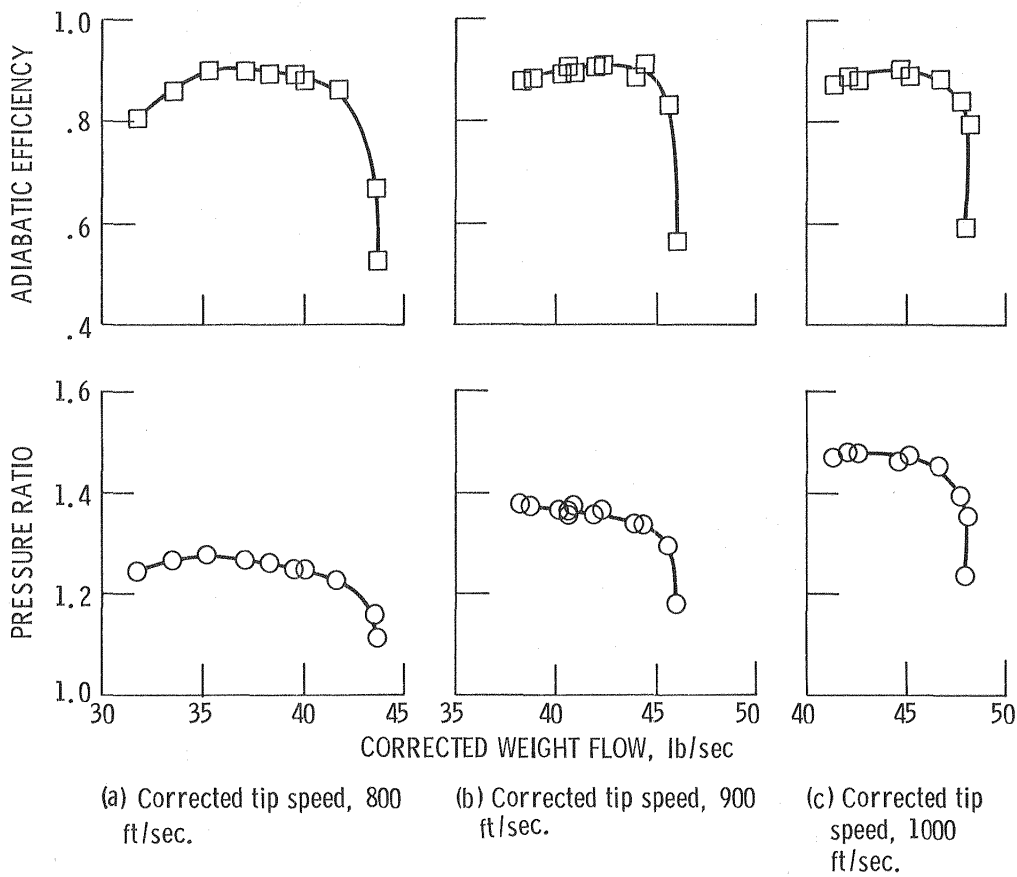 ADIABATIC EFFICIENCY
1.0
.8
.6
.4
PRESSURE RATIO
1.6
1.4
1.2
1.0
30 35 40 45
35 40 45 50
40 45 50
CORRECTED WEIGHT FLOW, lb/sec
(a) Corrected tip speed, 800
ft/sec.
(b) Corrected tip speed, 900
ft/sec.
(c) Corrected tip
speed, 1000
ft/sec.